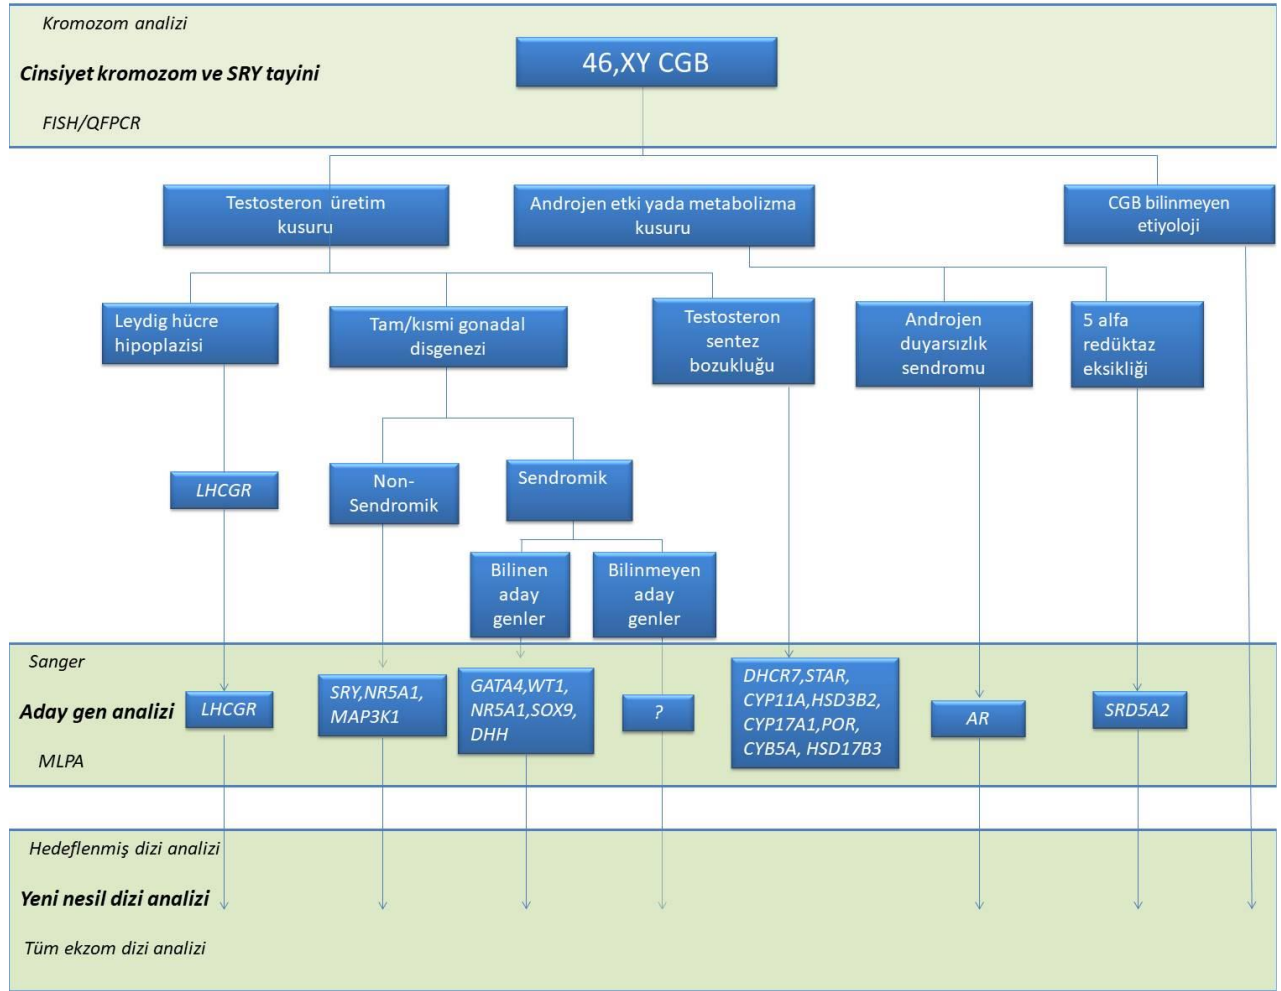 Kromozom analizi
Cinsiyet kromozom ve SRY tayini
FISH/QFPCR
46,XY CGB
Testosteron üretim
kusuru
Androjen etki yada metabolizma
kusuru
CGB bilinmeyen
etiyoloji
Leydig hücre
hipoplazisi
Tam/kısmi gonadal
disgenezi
Testosteron
sentez
bozukluğu
Androjen
duyarsızlık
sendromu
5 alfa
redüktaz
eksikliği
LHCGR
Non-
Sendromik
Sendromik
Bilinen
aday
genler
Bilinmeyen
aday
genler
Sanger
Aday gen analizi
MLPA
LHCGR
SRY,NR5A1,
MAP3K1
GATA4,WT1,
NR5A1,SOX9,
DHH
?
DHCR7,STAR,
CYP11A,HSD3B2,
CYP17A1,POR,
CYB5A, HSD17B3
AR
SRD5A2
Hedeflenmiş dizi analizi
Yeni nesil dizi analizi
Tüm ekzom dizi analizi